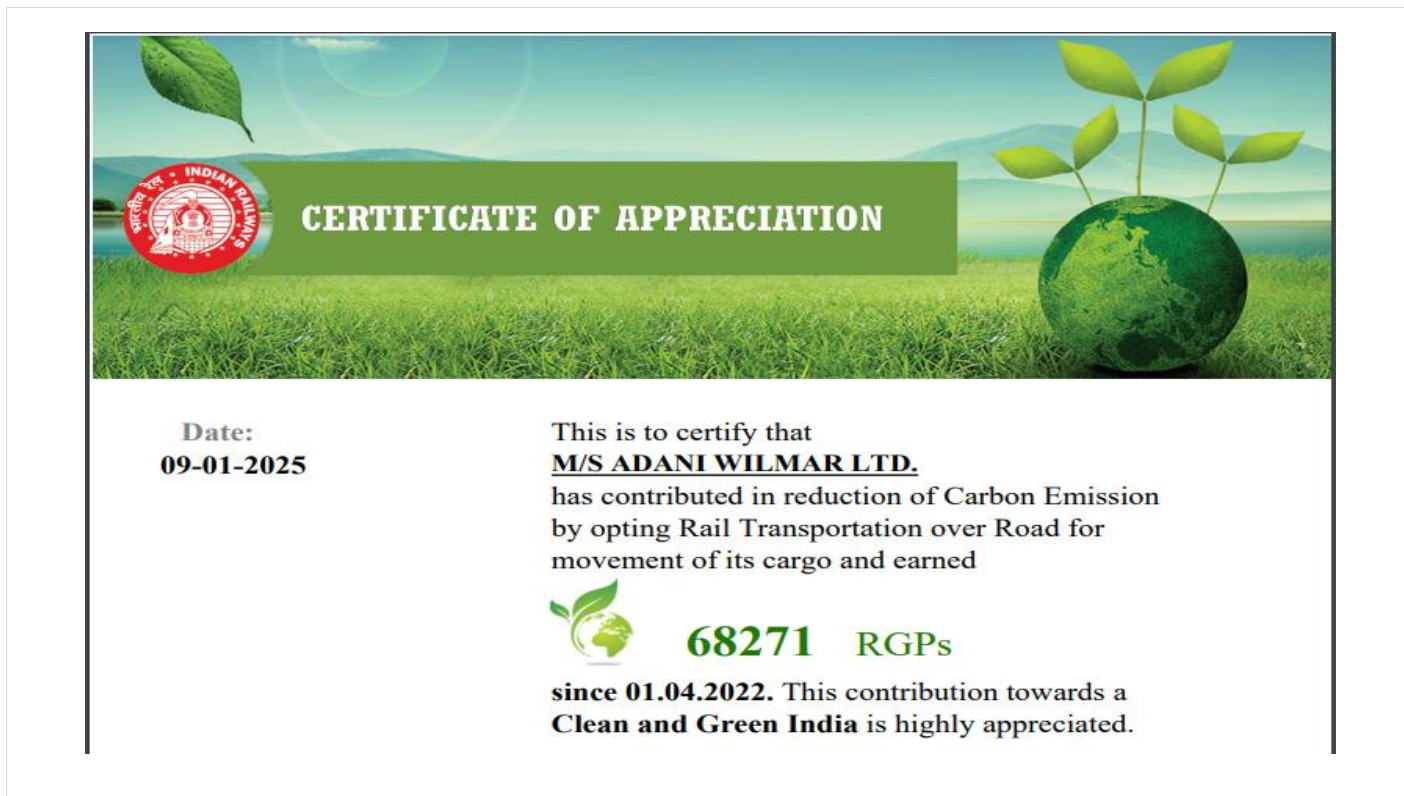 भारतीय रेल • INDIAN RAILWAYS
CERTIFICATE OF APPRECIATION
Date:
09-01-2025
This is to certify that
M/S ADANI WILMAR LTD.
has contributed in reduction of Carbon Emission
by opting Rail Transportation over Road for
movement of its cargo and earned
68271 RGPs
since 01.04.2022. This contribution towards a
Clean and Green India is highly appreciated.